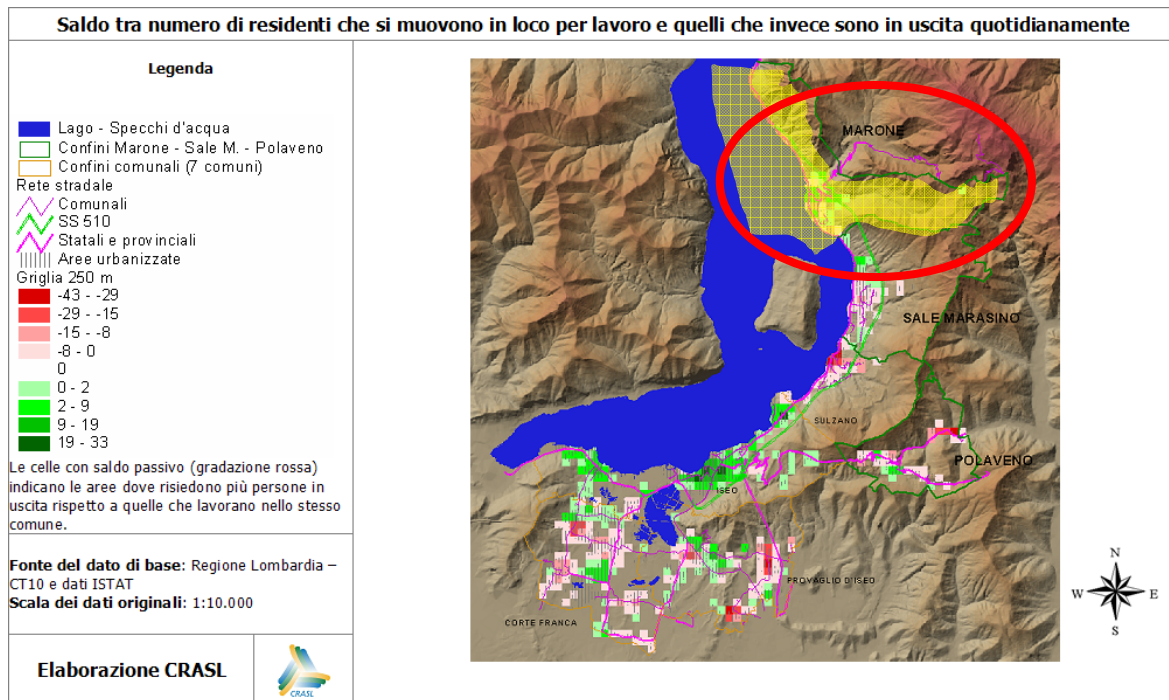 Saldo tra numero di residenti che si muovono in loco per lavoro e quelli che invece sono in uscita quotidianamente
Legenda
Lago - Specchi d'acqua
Confini Marone - Sale M. - Polaveno
Confini comunali (7 comuni)
Rete stradale
Comunali
SS 510
Statali e provinciali
Aree urbanizzate
Griglia 250 m
-43 - -29
-29 - -15
-15 - -8
-8 - 0
0
0 - 2
2 - 9
9 - 19
19 - 33
Le celle con saldo passivo (gradazione rossa)
indicano le aree dove risiedono più persone in
uscita rispetto a quelle che lavorano nello stesso
comune.
Fonte del dato di base: Regione Lombardia –
CT10 e dati ISTAT
Scala dei dati originali: 1:10.000
Elaborazione CRASL
CRASL
MARONE
SALE MARASINO
SULZANO
POLAVENO
ISEO
PROVAGLIO D'ISEO
CORTE FRANCA
N
W E
S